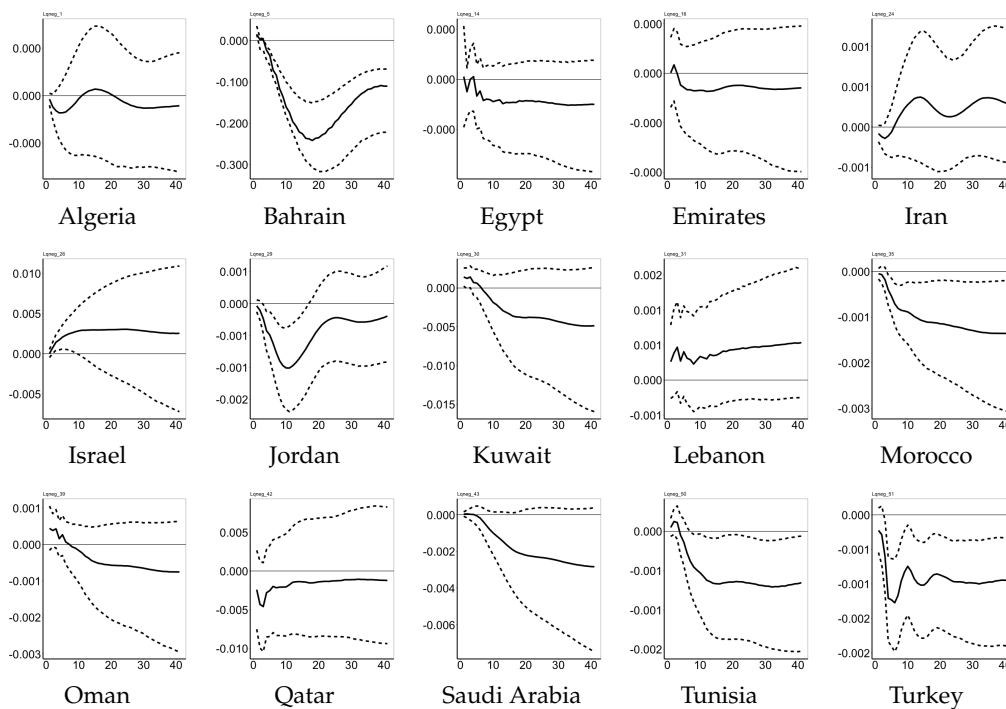 Lqneg_1
0.000
0.000
-0.000
0 10 20 30 40
Algeria
Lqneg_5
0.000
-0.100
-0.200
-0.300
0 10 20 30 40
Bahrain
Lqneg_14
0.000
-0.000
-0.000
0 10 20 30 40
Egypt
0.000
0.000
-0.000
-0.000
0 10 20 30 40
Emirates
Lqneg_24
0.001
0.001
0.000
-0.001
0 10 20 30
Iran
Lqneg_26
0.010
0.005
0.000
-0.005
0 10 20 30 40
Israel
Lqneg_29
0.001
0.000
-0.001
-0.001
-0.002
0 10 20 30 40
Jordan
Lqneg_30
0.000
-0.005
-0.010
-0.015
0 10 20 30 40
Kuwait
Lqneg_31
0.002
0.001
0.001
0.000
-0.001
0 10 20 30 40
Lebanon
Lqneg_35
0.000
-0.001
-0.002
-0.003
0 10 20 30
Morocco
Lqneg_39
0.001
0.000
-0.001
-0.002
-0.003
0 10 20 30 40
Oman
Lqneg_42
0.005
0.000
-0.005
-0.010
0 10 20 30 40
Qatar
Lqneg_43
0.000
-0.002
-0.004
-0.006
0 10 20 30 40
Saudi Arabia
Lqneg_50
0.000
-0.001
-0.001
-0.002
0 10 20 30 40
Tunisia
Lqneg_51
0.000
-0.001
-0.001
-0.002
-0.002
0 10 20 30
Turkey